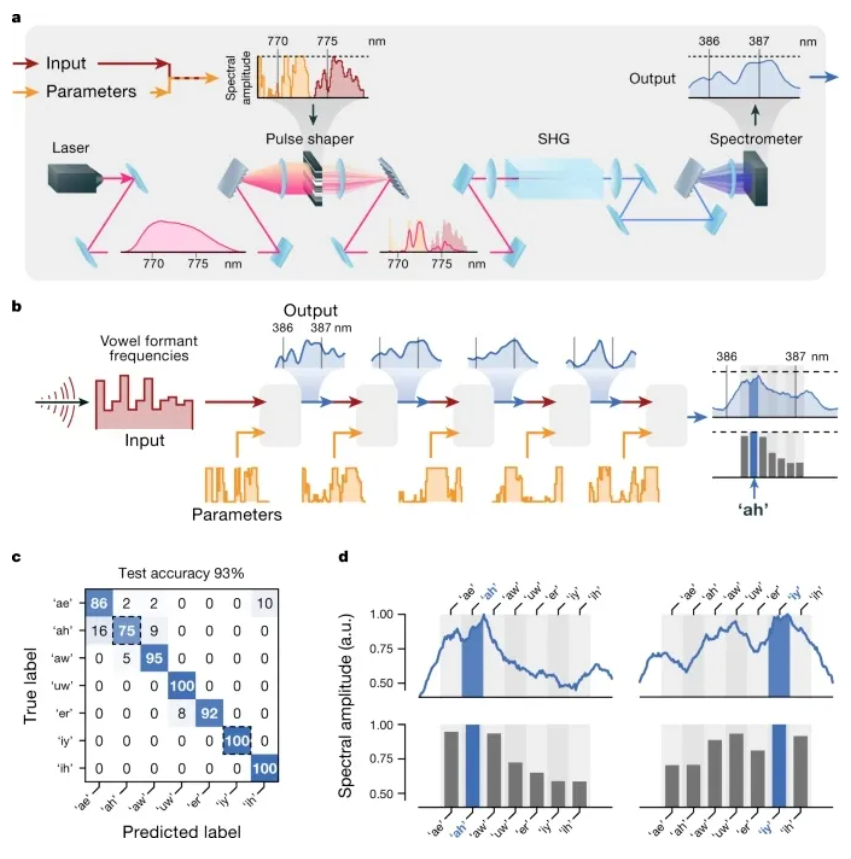 a
770 775 nm
Input
Parameters
Spectral
amplitude
386 387 nm
Output
Laser
Pulse shaper
SHG
Spectrometer
770 775 nm
770 775 nm
b
Vowel formant
frequencies
Input
Output
386 387 nm
Parameters
386 387 nm
'ah'
c
Test accuracy 93%
True label
'ae' 86 2 2 0 0 0 10
'ah' 16 75 9 0 0 0 0
'aw' 0 5 95 0 0 0 0
'uw' 0 0 0 100 0 0 0
'er' 0 0 0 8 92 0 0
'iy' 0 0 0 0 0 100 0
'ih' 0 0 0 0 0 0 100
'ae' 'ah' 'aw' 'uw' 'er' 'iy' 'ih'
Predicted label
d
Spectral amplitude (a.u.)
'ae' 'ah' 'aw' 'uw' 'er' 'iy' 'ih'
1.00
0.75
0.50
'ae' 'ah' 'aw' 'uw' 'er' 'iy' 'ih'
1.00
0.75
0.50
'ae' 'ah' 'aw' 'uw' 'er' 'iy' 'ih'
'ae' 'ah' 'aw' 'uw' 'er' 'iy' 'ih'